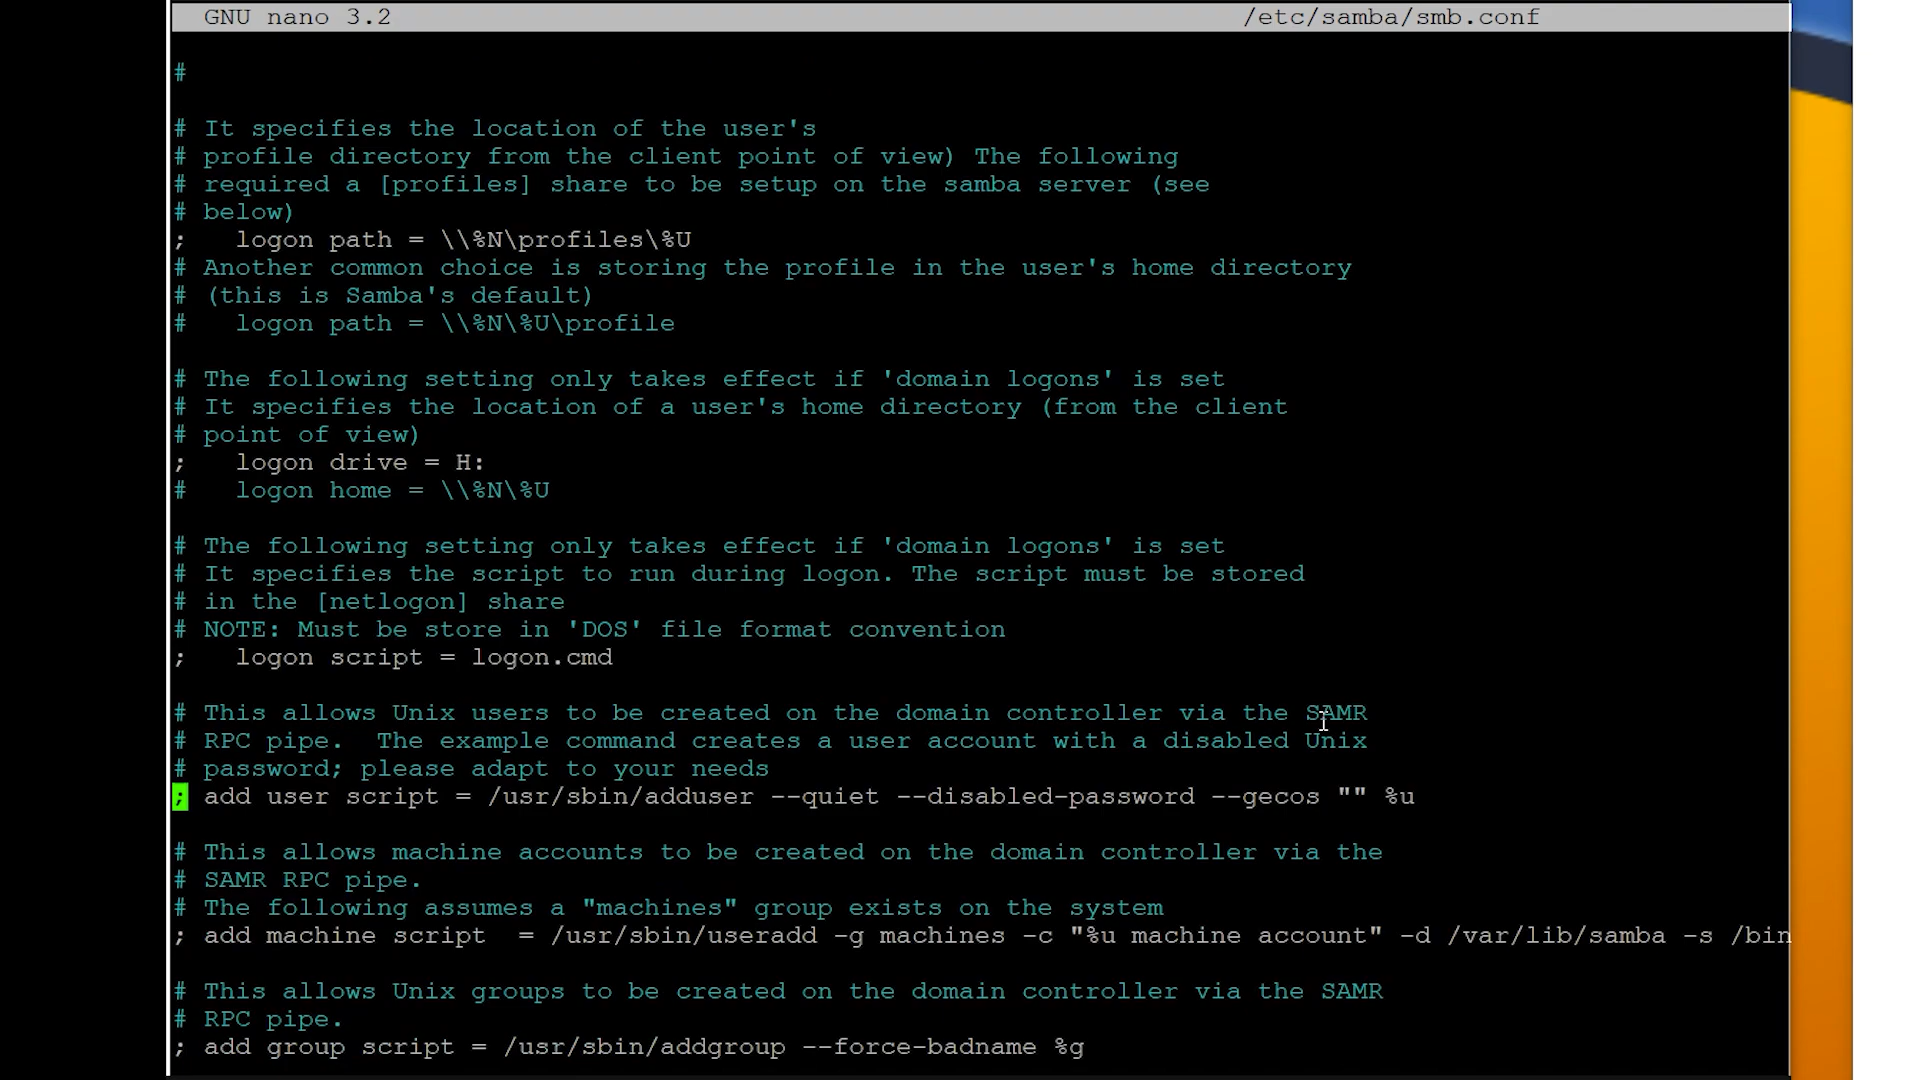 GNU nano 3.2 /etc/samba/smb.conf
#
# It specifies the location of the user's
# profile directory from the client point of view) The following
# required a [profiles] share to be setup on the samba server (see
# below)
;   logon path = \\%N\profiles\%U
# Another common choice is storing the profile in the user's home directory
# (this is Samba's default)
#   logon path = \\%N\%U\profile
# The following setting only takes effect if 'domain logons' is set
# It specifies the location of a user's home directory (from the client
# point of view)
;   logon drive = H:
#   logon home = \\%N\%U
# The following setting only takes effect if 'domain logons' is set
# It specifies the script to run during logon. The script must be stored
# in the [netlogon] share
# NOTE: Must be store in 'DOS' file format convention
;   logon script = logon.cmd
# This allows Unix users to be created on the domain controller via the SAMR
# RPC pipe.  The example command creates a user account with a disabled Unix
# password; please adapt to your needs
; add user script = /usr/sbin/adduser --quiet --disabled-password --gecos "" %u
# This allows machine accounts to be created on the domain controller via the
# SAMR RPC pipe.
# The following assumes a "machines" group exists on the system
; add machine script  = /usr/sbin/useradd -g machines -c "%u machine account" -d /var/lib/samba -s /bin
# This allows Unix groups to be created on the domain controller via the SAMR
# RPC pipe.
; add group script = /usr/sbin/addgroup --force-badname %g